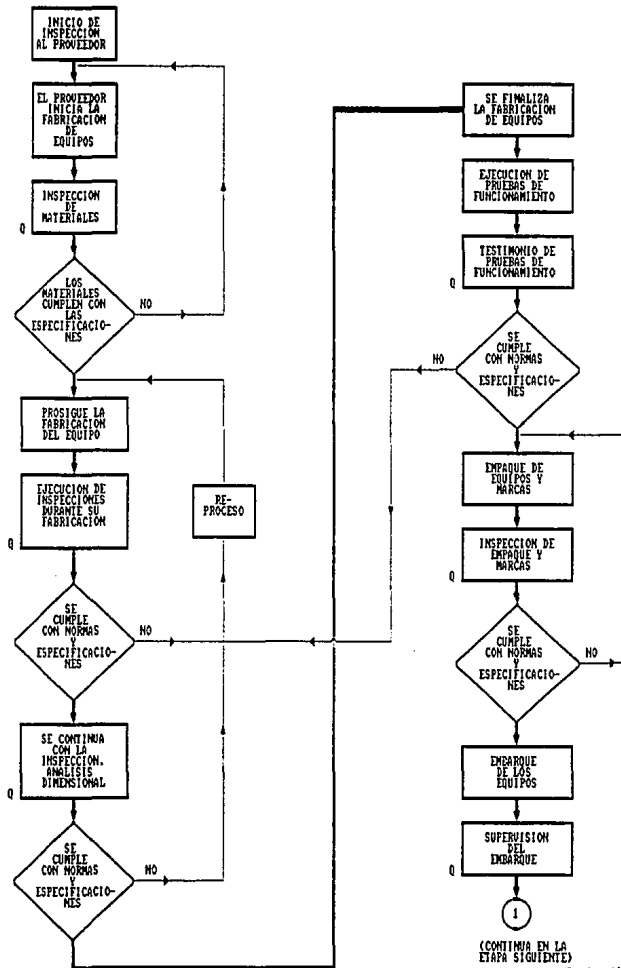 INICIO DE
INSPECCION
AL PROVEEDOR
EL PROVEEDOR
INICIA LA
FABRICACION
DE
EQUIPOS
INSPECCION
DE
MATERIALES
Q
LOS
MATERIALES
CUMPLEN CON
LAS
ESPECIFICACIO-
NES
NO
PROSIGUE LA
FABRICACION
DEL EQUIPO
EJECUCION DE
INSPECCIONES
DURANTE SU
FABRICACION
Q
RE-
PROCESO
SE
CUMPLE
CON NORMAS
Y
ESPECIFICACIO-
NES
NO
SE CONTINUA
CON LA
INSPECCION.
ANALISIS
DIMENSIONAL
Q
SE
CUMPLE
CON NORMAS
Y
ESPECIFICACIO-
NES
NO
SE FINALIZA
LA FABRICACION
DE EQUIPOS
EJECUCION DE
PRUEBAS DE
FUNCIONAMIENTO
TESTIMONIO DE
PRUEBAS DE
FUNCIONAMIENTO
Q
SE
CUMPLE
CON NORMAS
Y
ESPECIFICACIO-
NES
NO
EMPAQUE DE
EQUIPOS Y
MARCAS
INSPECCION DE
EMPAQUE Y
MARCAS
Q
SE
CUMPLE
CON NORMAS
Y
ESPECIFICACIO-
NES
NO
EMBARQUE
DE LOS
EQUIPOS
SUPERVISION
DEL
EMBARQUE
Q
1
(CONTINUA EN LA
ETAPA SIGUIENTE)